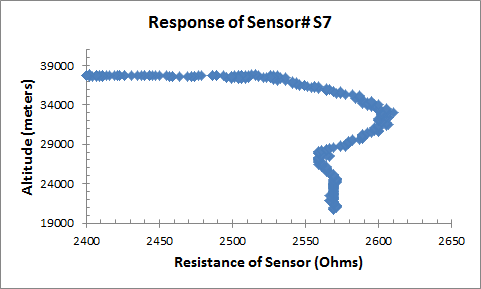 Response of Sensor# S7
Altitude (meters)
39000
34000
29000
24000
19000
2400 2450 2500 2550 2600 2650
Resistance of Sensor (Ohms)